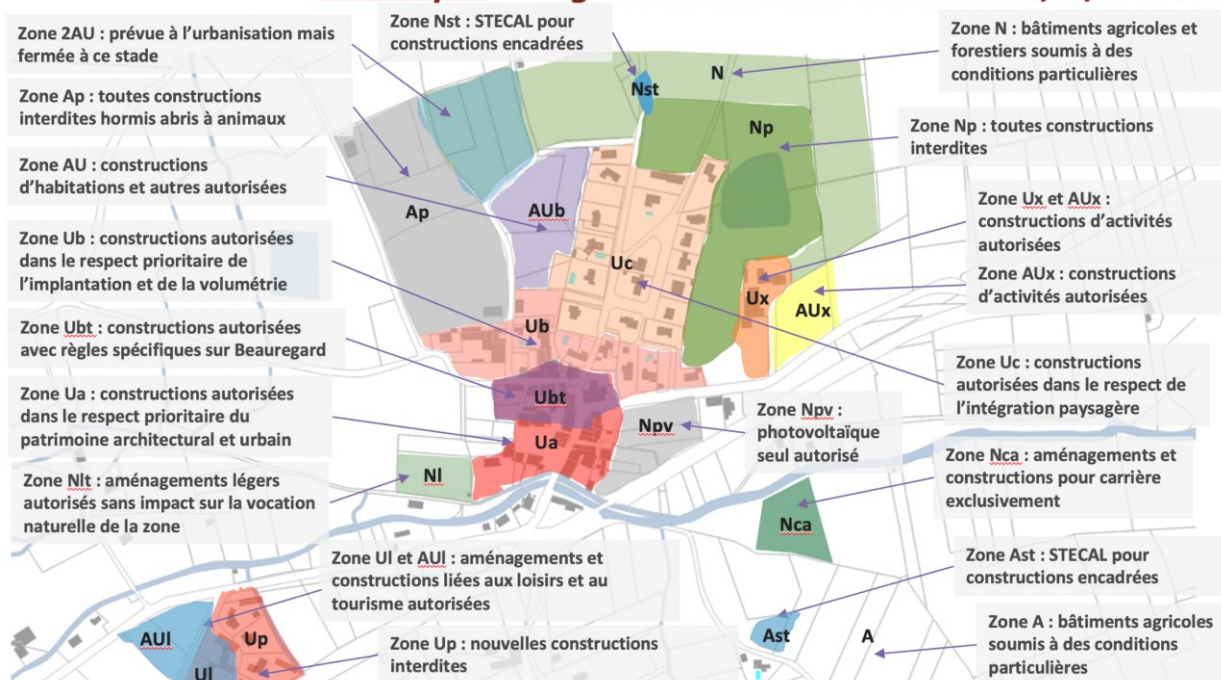 Zone Nst : STECAL pour
constructions encadrées
Zone 2AU : prévue à l'urbanisation mais
fermée à ce stade
Zone N : bâtiments agricoles et
forestiers soumis à des
conditions particulières
Zone Ap : toutes constructions
interdites hormis abris à animaux
Zone Np : toutes constructions
interdites
Zone AU : constructions
d'habitations et autres autorisées
Zone Ux et AUx :
constructions d'activités
autorisées
Zone Ub : constructions autorisées
dans le respect prioritaire de
l'implantation et de la volumétrie
Zone AUx : constructions
d'activités autorisées
Zone Ubt : constructions autorisées
avec règles spécifiques sur Beauregard
Zone Uc : constructions
autorisées dans le respect de
l'intégration paysagère
Zone Ua : constructions autorisées
dans le respect prioritaire du
patrimoine architectural et urbain
Zone Npv :
photovoltaïque
seul autorisé
Zone Nca : aménagements et
constructions pour carrière
exclusivement
Zone Nlt : aménagements légers
autorisés sans impact sur la vocation
naturelle de la zone
Zone Ul et AUl : aménagements et
constructions liées aux loisirs et au
tourisme autorisées
Zone Ast : STECAL pour
constructions encadrées
Zone Up : nouvelles constructions
interdites
Zone A : bâtiments agricoles
soumis à des conditions
particulières
N
Nst
Np
Ap
AUb
Uc
Ux
AUx
Ub
Ubt
Ua
Npv
Nl
Nca
AUl
Up
Ul
Ast
A